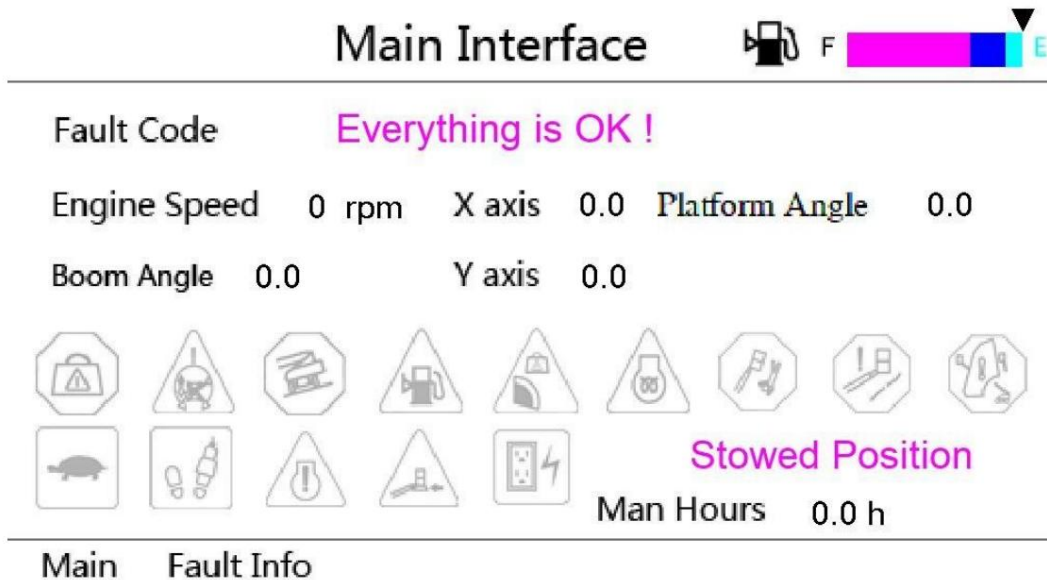 Main Interface F E
Fault Code Everything is OK !
Engine Speed 0 rpm X axis 0.0 Platform Angle 0.0
Boom Angle 0.0 Y axis 0.0
Stowed Position
Man Hours 0.0 h
Main Fault Info